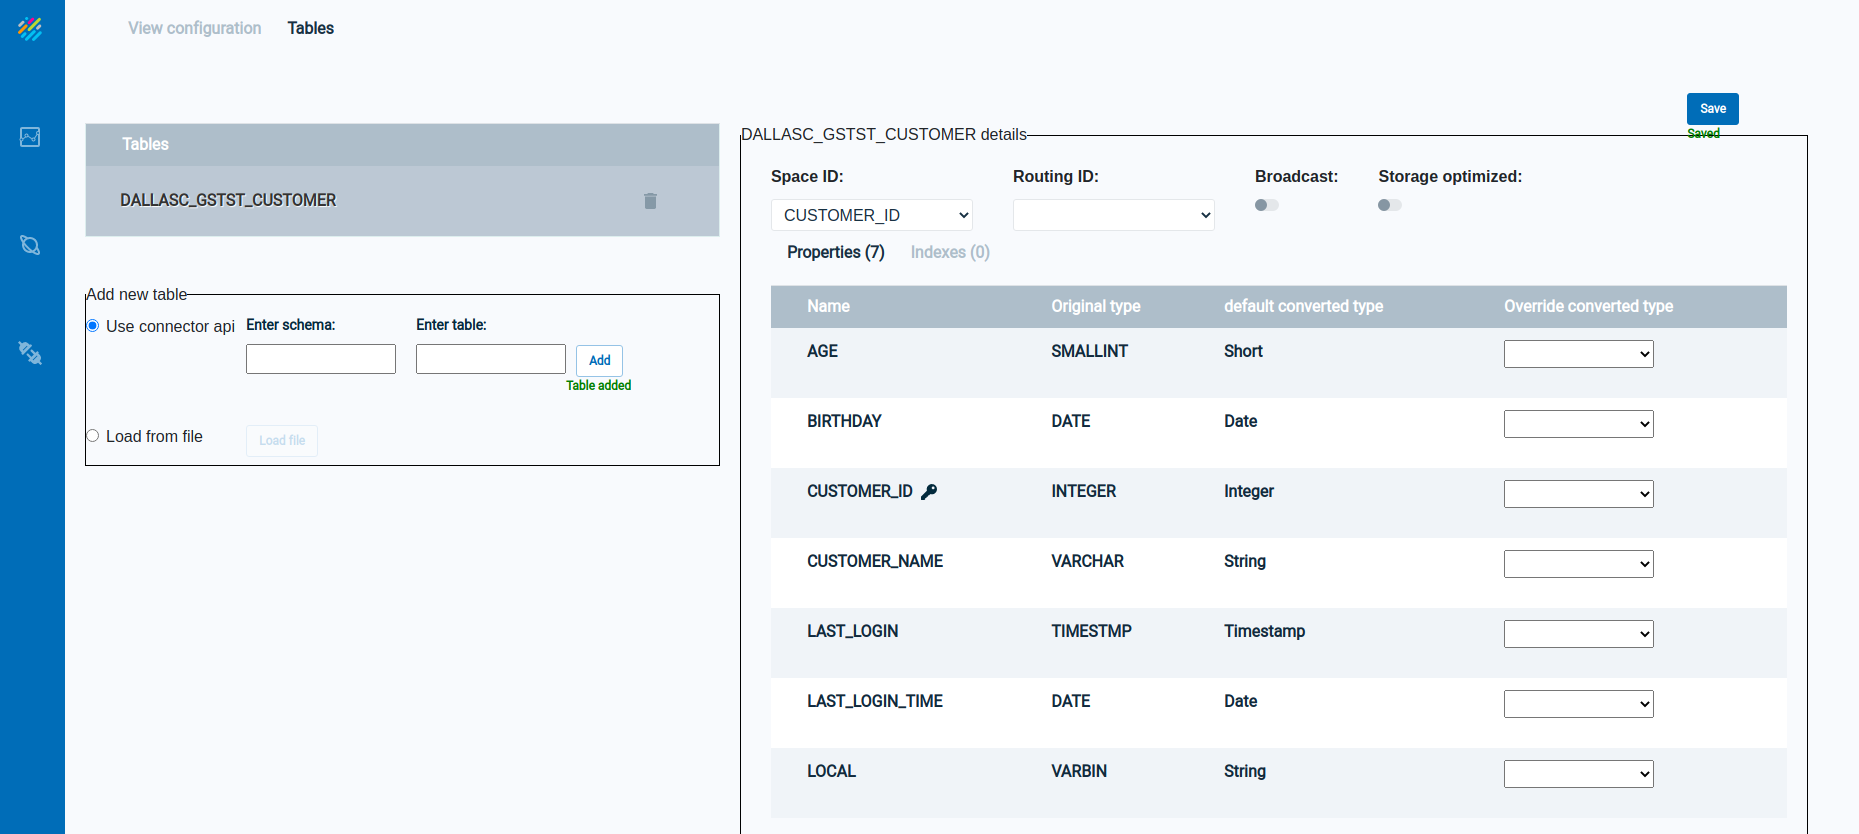 View configuration Tables
Save
Saved
Tables
DALLASC_GSTST_CUSTOMER
Add new table
Use connector api Enter schema: Enter table:
Add
Table added
Load from file Load file
DALLASC_GSTST_CUSTOMER details
Space ID: Routing ID: Broadcast: Storage optimized:
CUSTOMER_ID
Properties (7) Indexes (0)
Name Original type default converted type Override converted type
AGE SMALLINT Short
BIRTHDAY DATE Date
CUSTOMER_ID INTEGER Integer
CUSTOMER_NAME VARCHAR String
LAST_LOGIN TIMESTMP Timestamp
LAST_LOGIN_TIME DATE Date
LOCAL VARBIN String